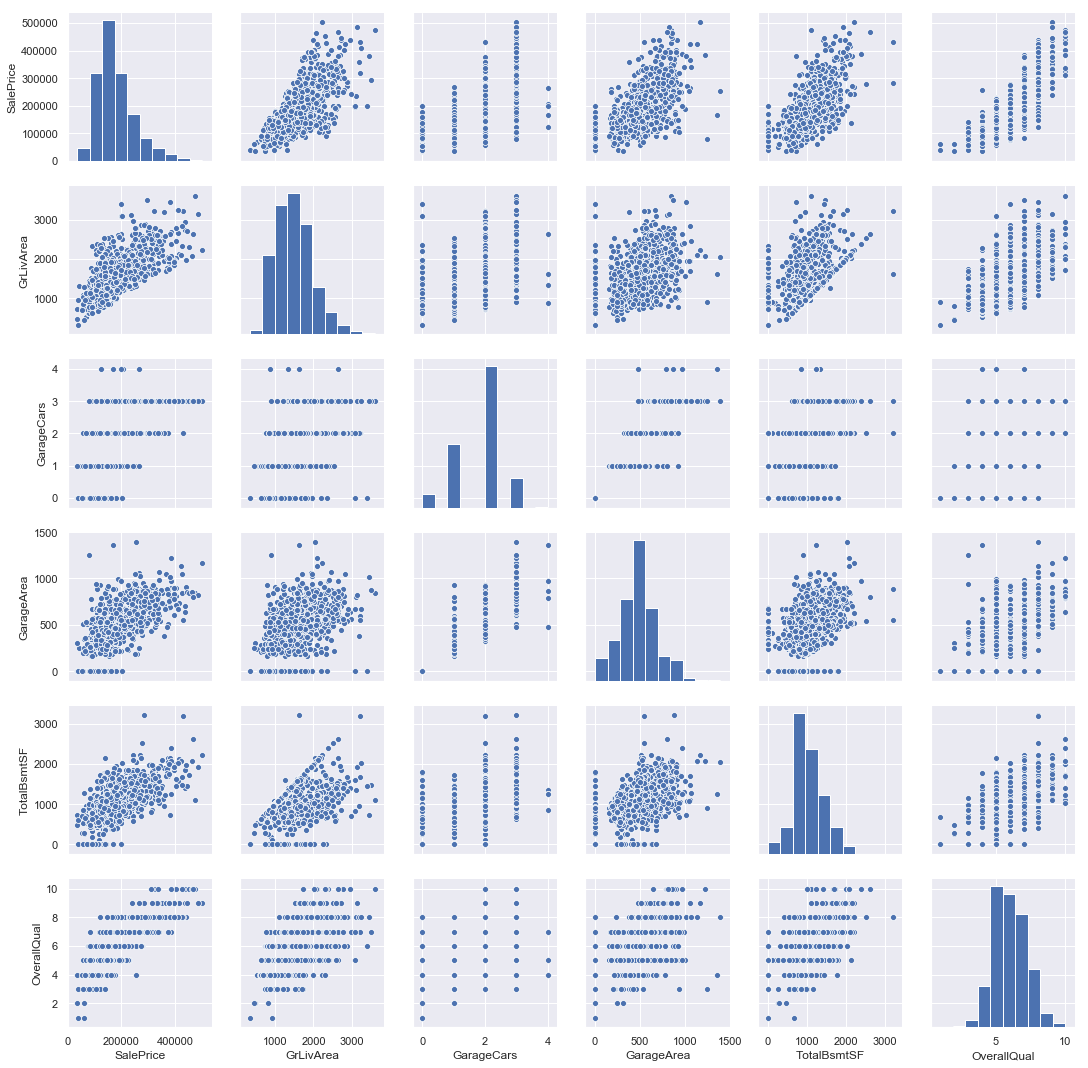 500000
400000
300000
200000
100000
0
SalePrice
3000
2000
1000
GrLivArea
4
3
2
1
0
GarageCars
1500
1000
500
0
GarageArea
3000
2000
1000
0
TotalBsmtSF
10
8
6
4
2
OverallQual
0 200000 400000
1000 2000 3000
0 2 4
0 500 1000 1500
0 1000 2000 3000
5 10
SalePrice
GrLivArea
GarageCars
GarageArea
TotalBsmtSF
OverallQual